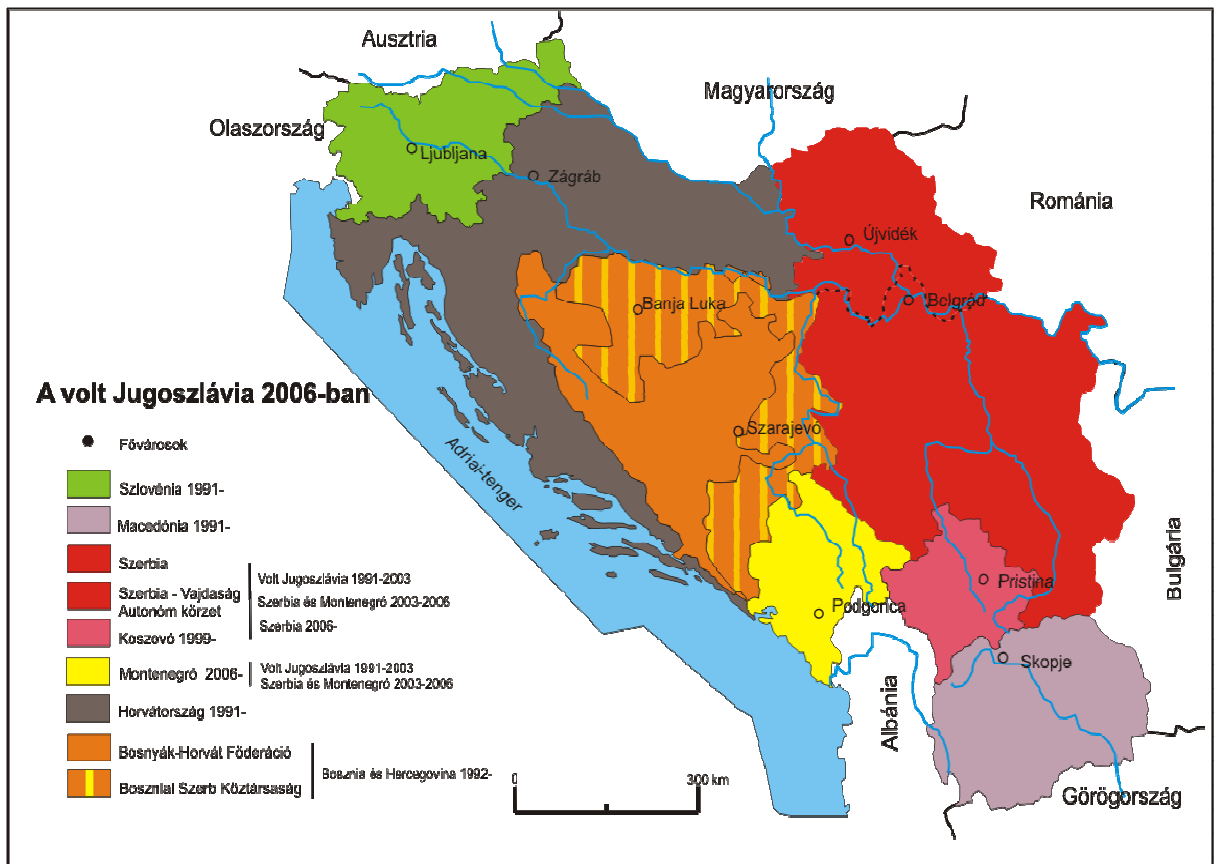 Ausztria
Magyarország
Olaszország
Ljubljana
Zágráb
Románia
Újvidék
Belgrád
Banja Luka
A volt Jugoszlávia 2006-ban
Szarajevó
Fővárosok
Adriai-tenger
Szlovénia 1991-
Macedónia 1991-
Szerbia
Szerbia - Vajdaság
Autonóm körzet
Koszovó 1999-
Volt Jugoszlávia 1991-2003
Szerbia és Montenegró 2003-2006
Szerbia 2006-
Montenegró 2006-
Volt Jugoszlávia 1991-2003
Szerbia és Montenegró 2003-2006
Horvátország 1991-
Bosnyák-Horvát Föderáció
Boszniai Szerb Köztársaság
Bosznia és Hercegovina 1992-
Pristina
Podgorica
Bulgária
Skopje
Albánia
0 300 km
Görögország